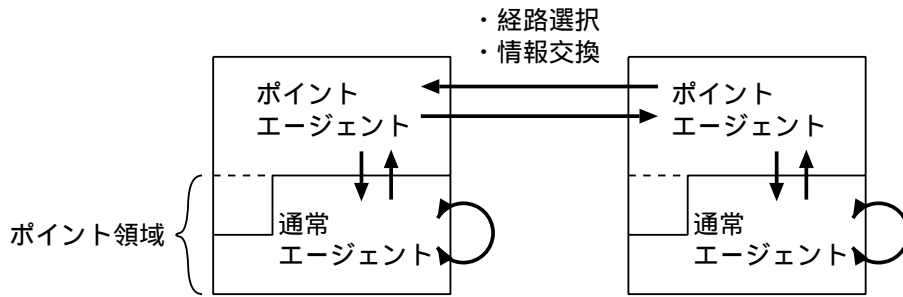 ・経路選択
・情報交換
ポイント
エージェント
ポイント
エージェント
ポイント領域
通常
エージェント
通常
エージェント